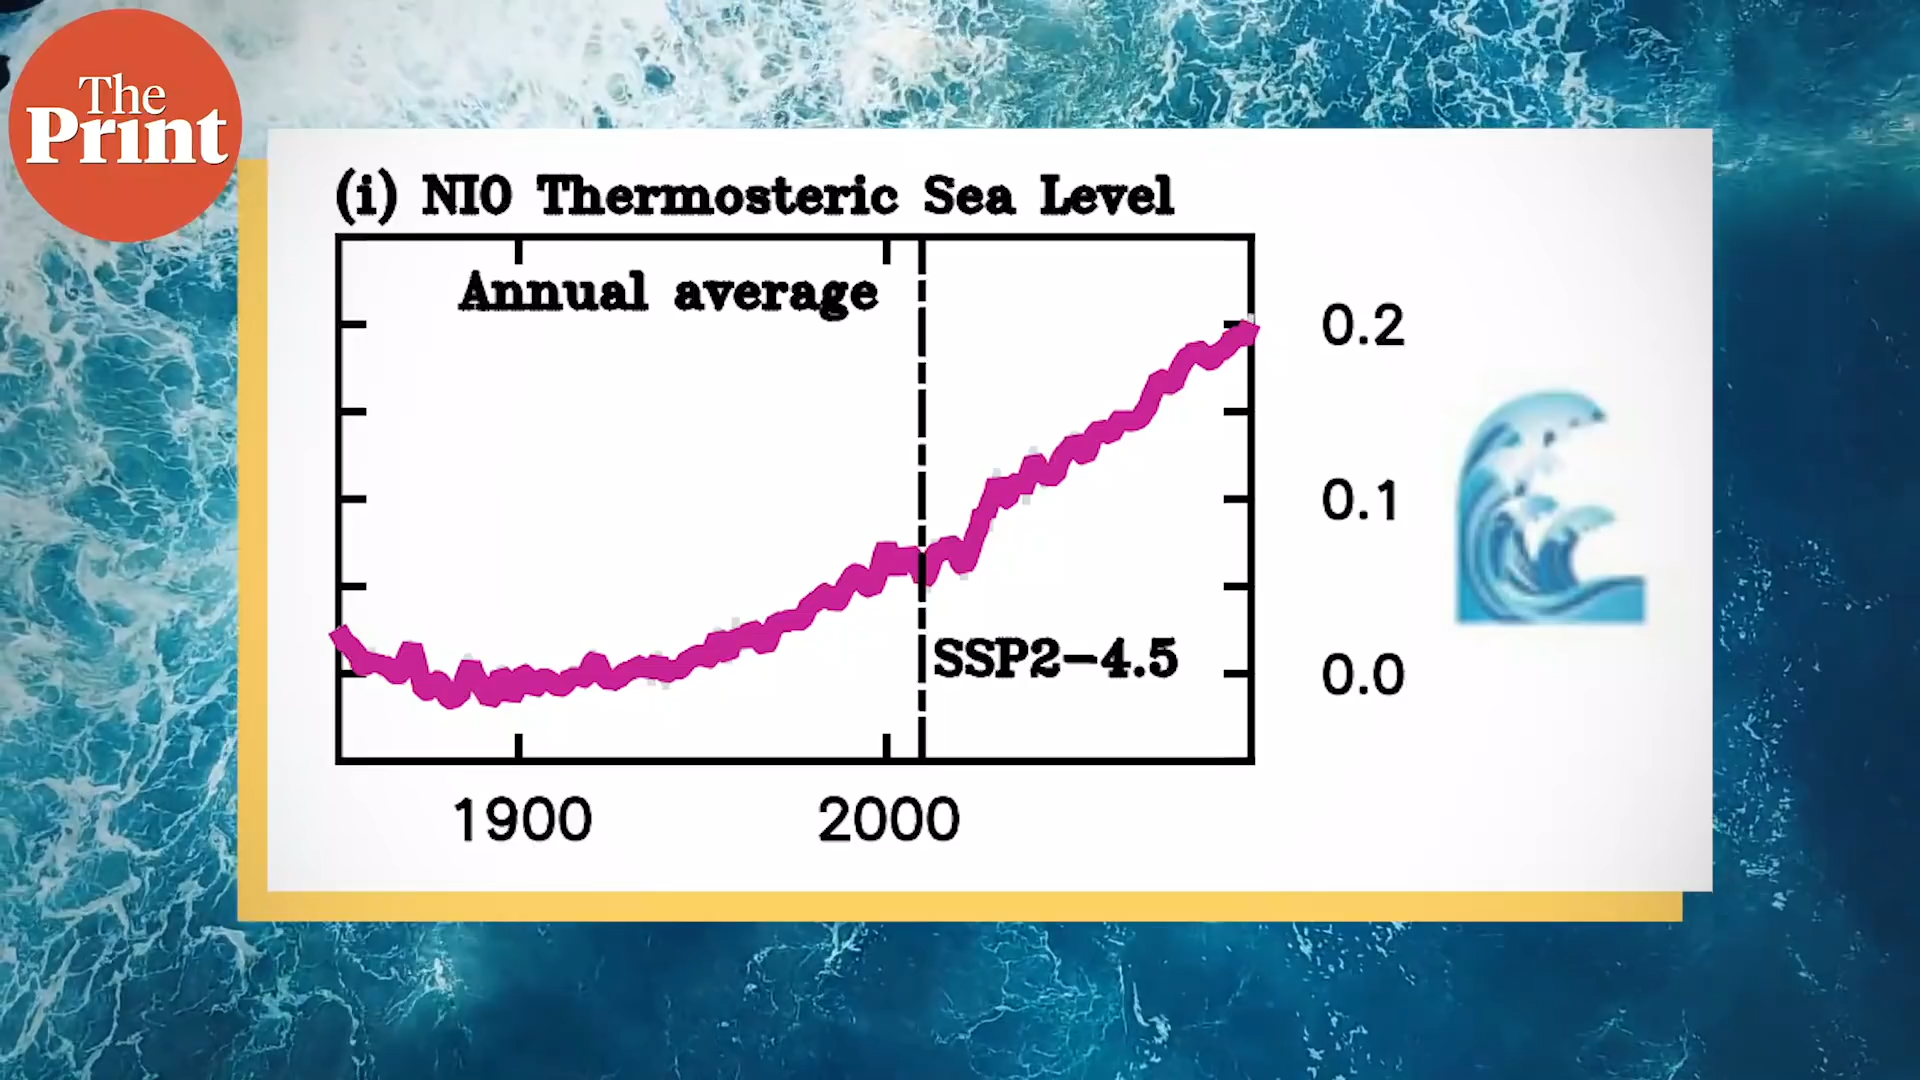 The
Print
(i) NIO Thermosteric Sea Level
Annual average
0.2
0.1
SSP2-4.5
0.0
1900 2000